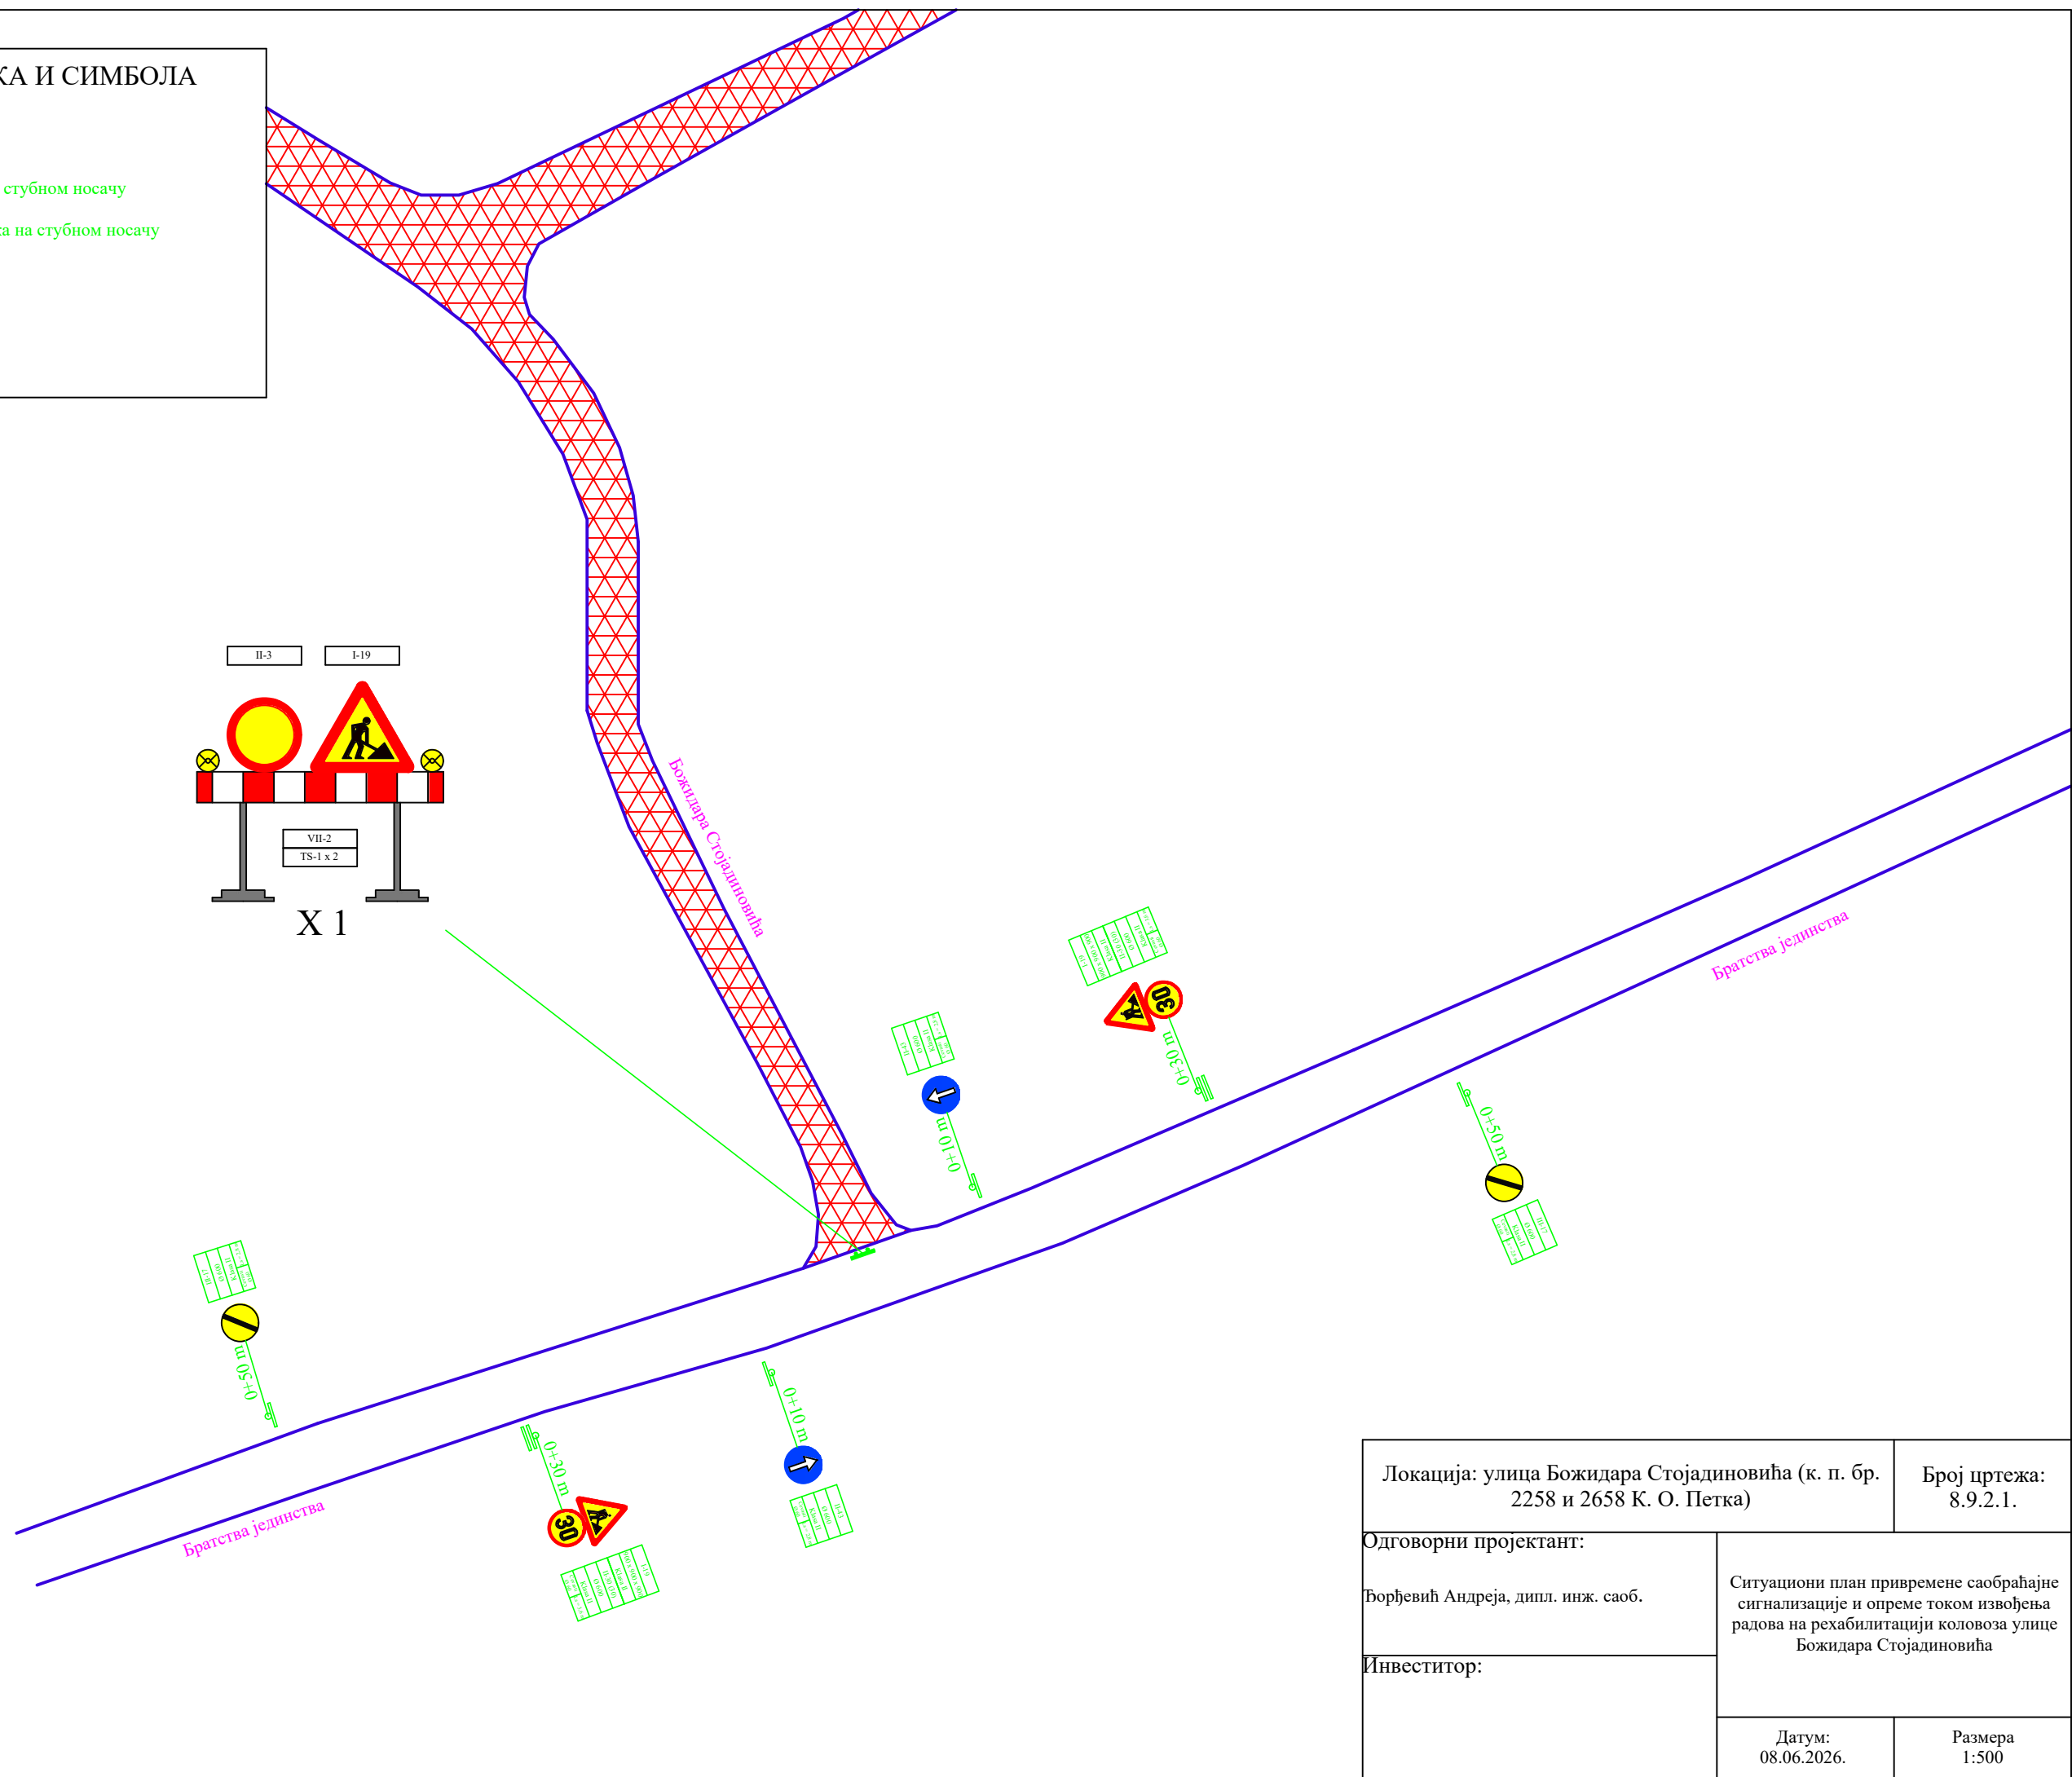 КА И СИМБОЛА
стубном носачу
ка на стубном носачу
II-3
I-19
VII-2
TS-1 x 2
X 1
Божидара Стојадиновића
Братства јединства
30
0+30 m
0+10 m
0+50 m
0+50 m
0+10 m
0+30 m
30
Братства јединства
Локација: улица Божидара Стојадиновића (к. п. бр.
2258 и 2658 К. О. Петка)
Број цртежа:
8.9.2.1.
Одговорни пројектант:
Ђорђевић Андреја, дипл. инж. саоб.
Ситуациони план привремене саобраћајне
сигнализације и опреме током извођења
радова на рехабилитацији коловоза улице
Божидара Стојадиновића
Инвеститор:
Датум:
08.06.2026.
Размера
1:500